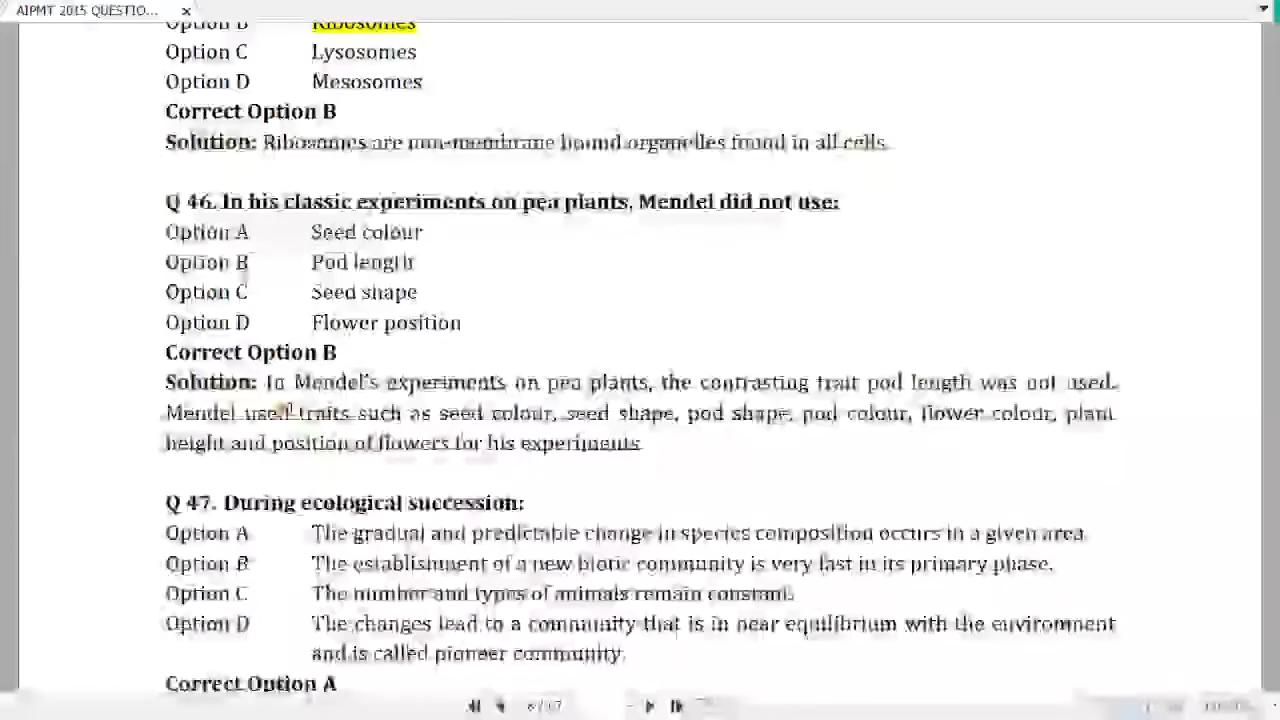 AIPMT 2015 QUESTIO...
Option B Ribosomes
Option C Lysosomes
Option D Mesosomes
Correct Option B
Solution: Ribosomes are non-membrane bound organelles found in all cells.
Q 46. In his classic experiments on pea plants, Mendel did not use:
Option A Seed colour
Option B Pod length
Option C Seed shape
Option D Flower position
Correct Option B
Solution: In Mendel's experiments on pea plants, the contrasting trait pod length was not used.
Mendel used traits such as seed colour, seed shape, pod shape, pod colour, flower colour, plant
height and position of flowers for his experiments.
Q 47. During ecological succession:
Option A The gradual and predictable change in species composition occurs in a given area.
Option B The establishment of a new biotic community is very fast in its primary phase.
Option C The number and types of animals remain constant.
Option D The changes lead to a community that is in near equilibrium with the environment
and is called pioneer community.
Correct Option A